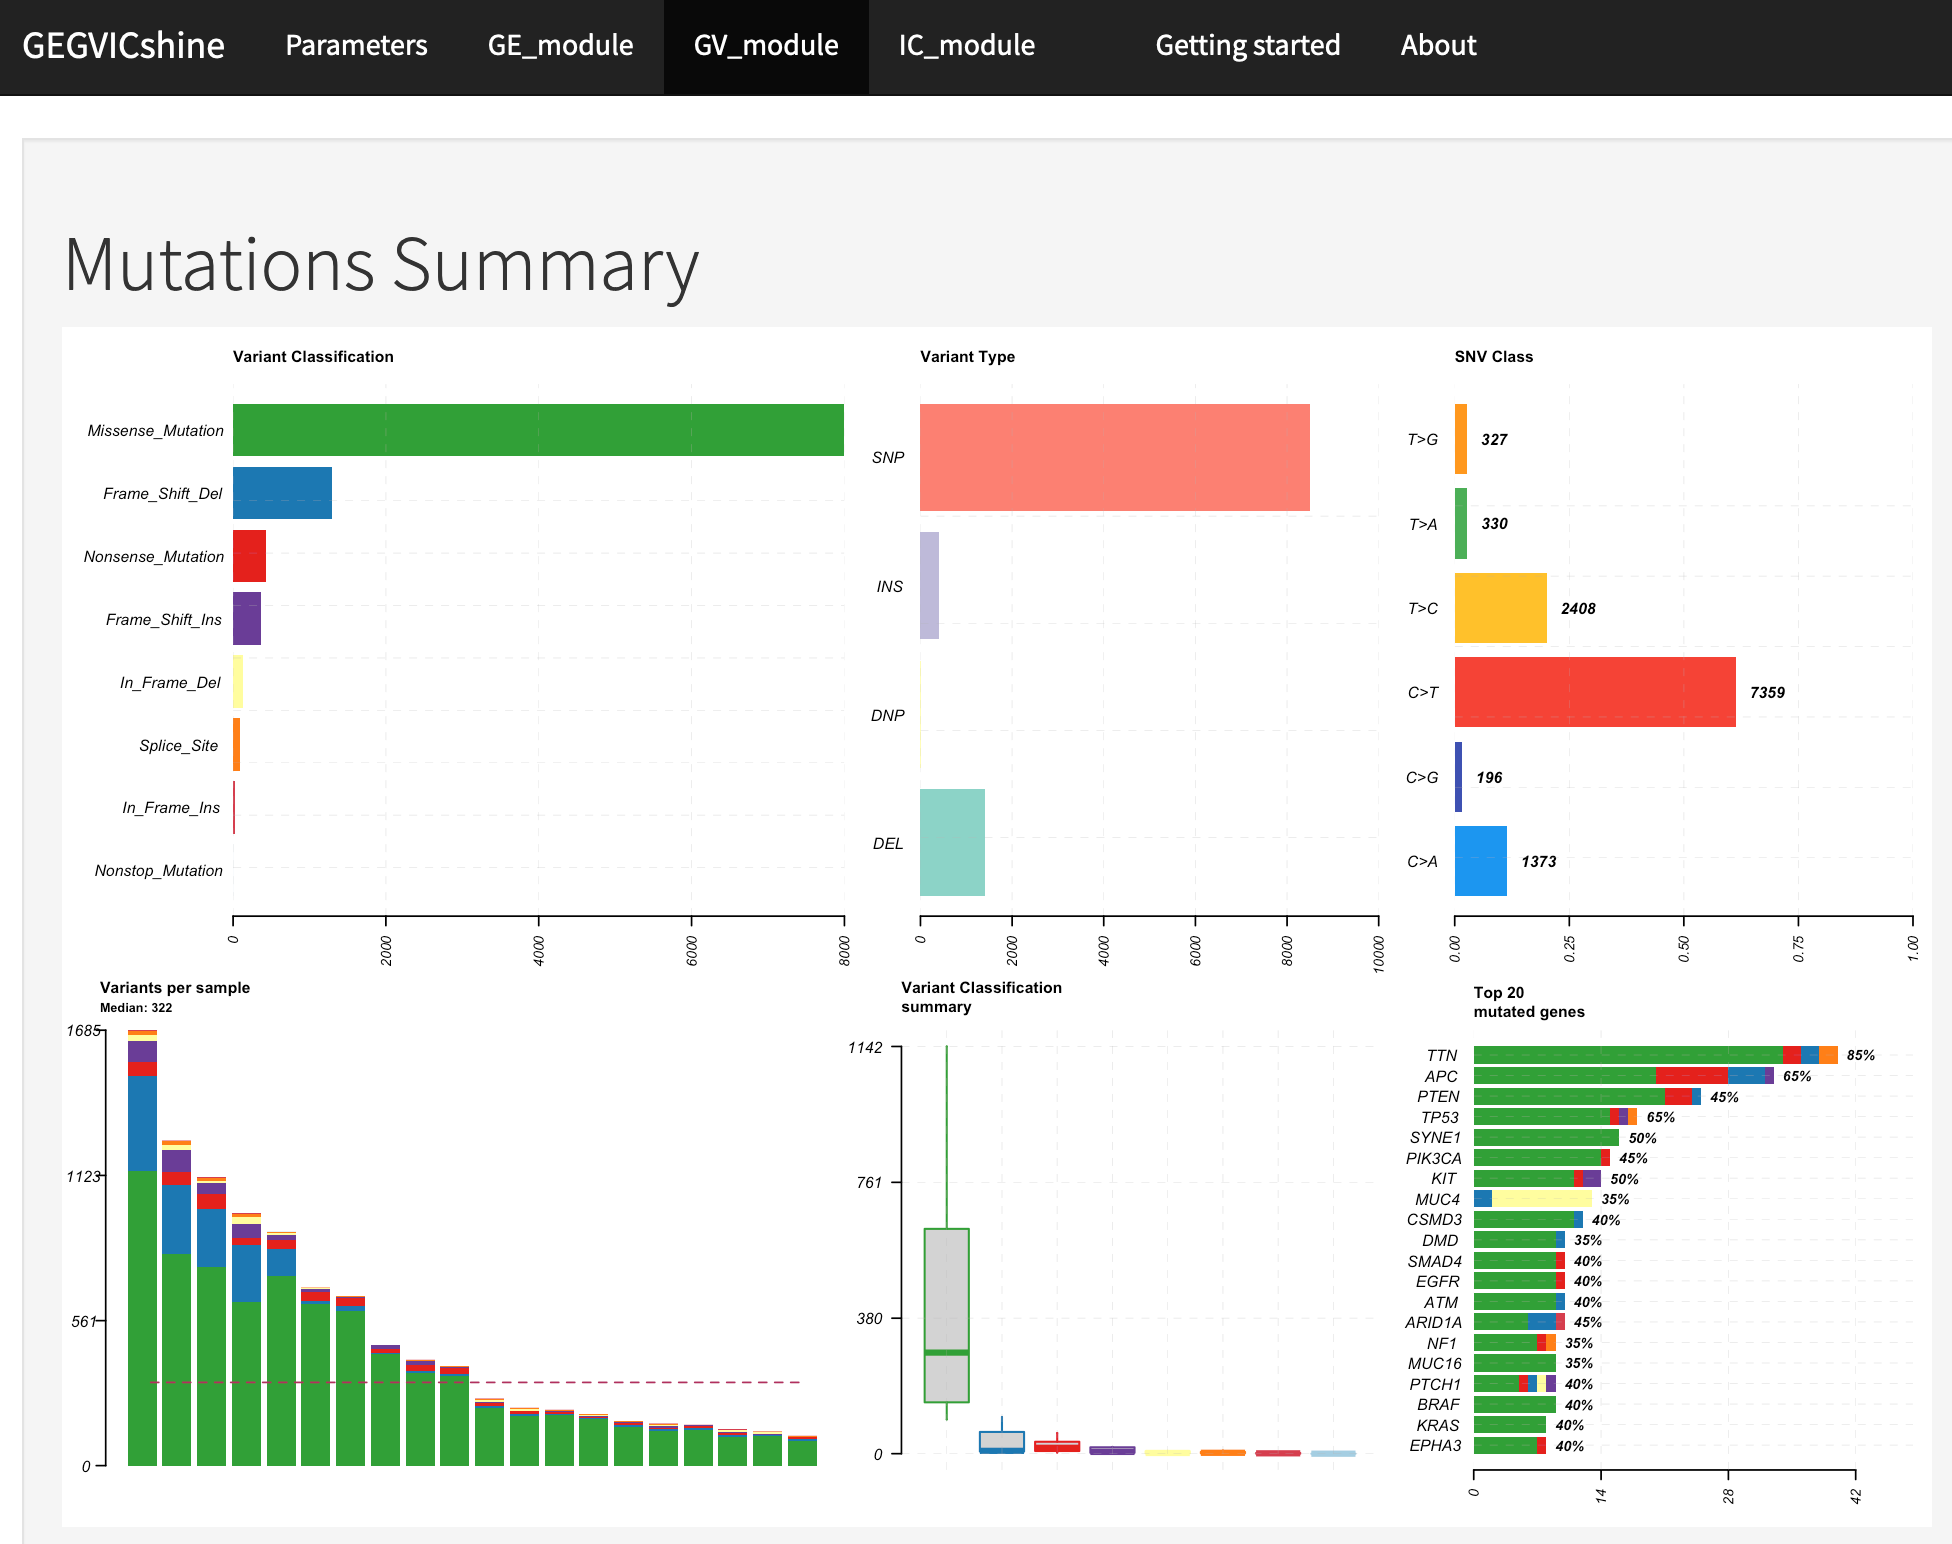 GEGVICshine Parameters GE_module GV_module IC_module Getting started About
Mutations Summary
Variant Classification
Missense_Mutation
Frame_Shift_Del
Nonsense_Mutation
Frame_Shift_Ins
In_Frame_Del
Splice_Site
In_Frame_Ins
Nonstop_Mutation
0 2000 4000 6000 8000
Variant Type
SNP
INS
DNP
DEL
0 2000 4000 6000 8000 10000
SNV Class
T>G 327
T>A 330
T>C 2408
C>T 7359
C>G 196
C>A 1373
0.00 0.25 0.50 0.75 1.00
Variants per sample
Median: 322
1685
1123
561
0
Variant Classification
summary
1142
761
380
0
Top 20
mutated genes
TTN 85%
APC 65%
PTEN 45%
TP53 65%
SYNE1 50%
PIK3CA 45%
KIT 50%
MUC4 35%
CSMD3 40%
DMD 35%
SMAD4 40%
EGFR 40%
ATM 40%
ARID1A 45%
NF1 35%
MUC16 35%
PTCH1 40%
BRAF 40%
KRAS 40%
EPHA3 40%
0 14 28 42